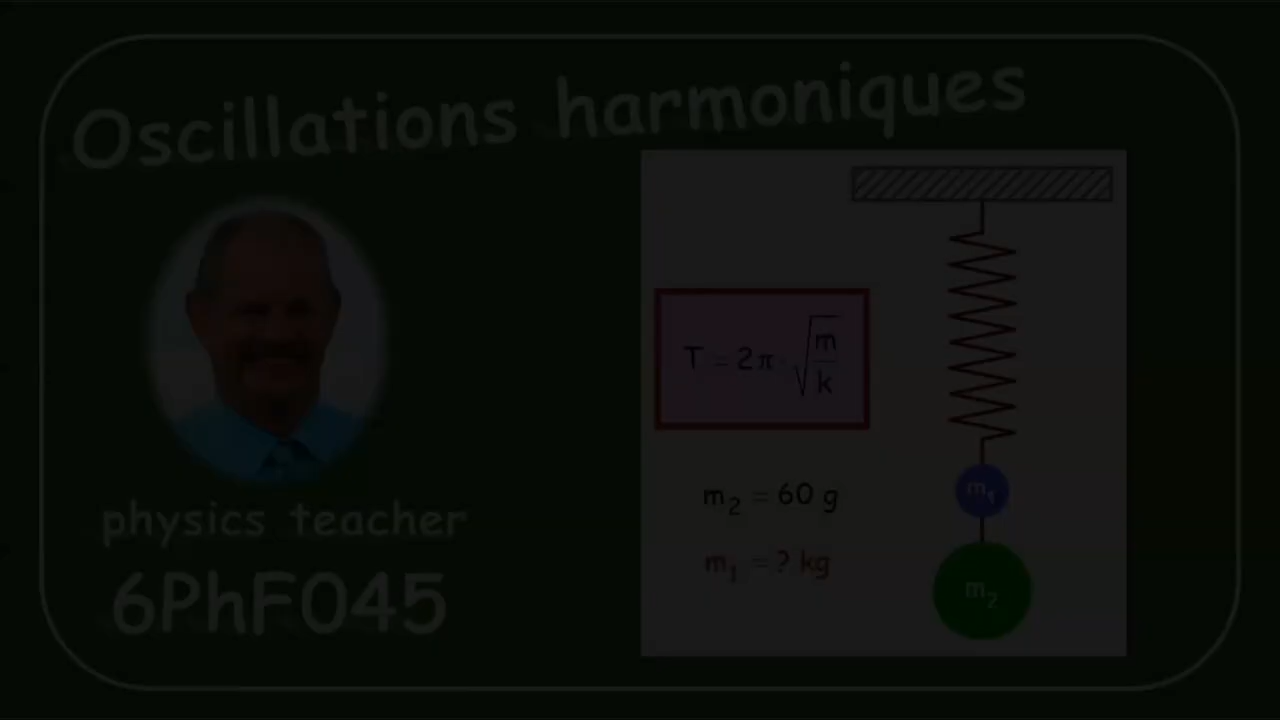 Oscillations harmoniques
physics teacher
6PhF045
T = 2π · √(m/k)
m₂ = 60 g
m₁ = ? kg
m₁
m₂